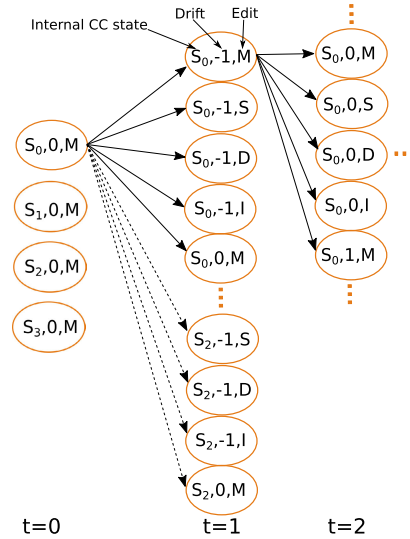 Drift
Edit
Internal CC state
S0,0,M
S1,0,M
S2,0,M
S3,0,M
S0,-1,M
S0,-1,S
S0,-1,D
S0,-1,I
S0,0,M
S2,-1,S
S2,-1,D
S2,-1,I
S2,0,M
S0,0,M
S0,0,S
S0,0,D
S0,0,I
S0,1,M
t=0
t=1
t=2